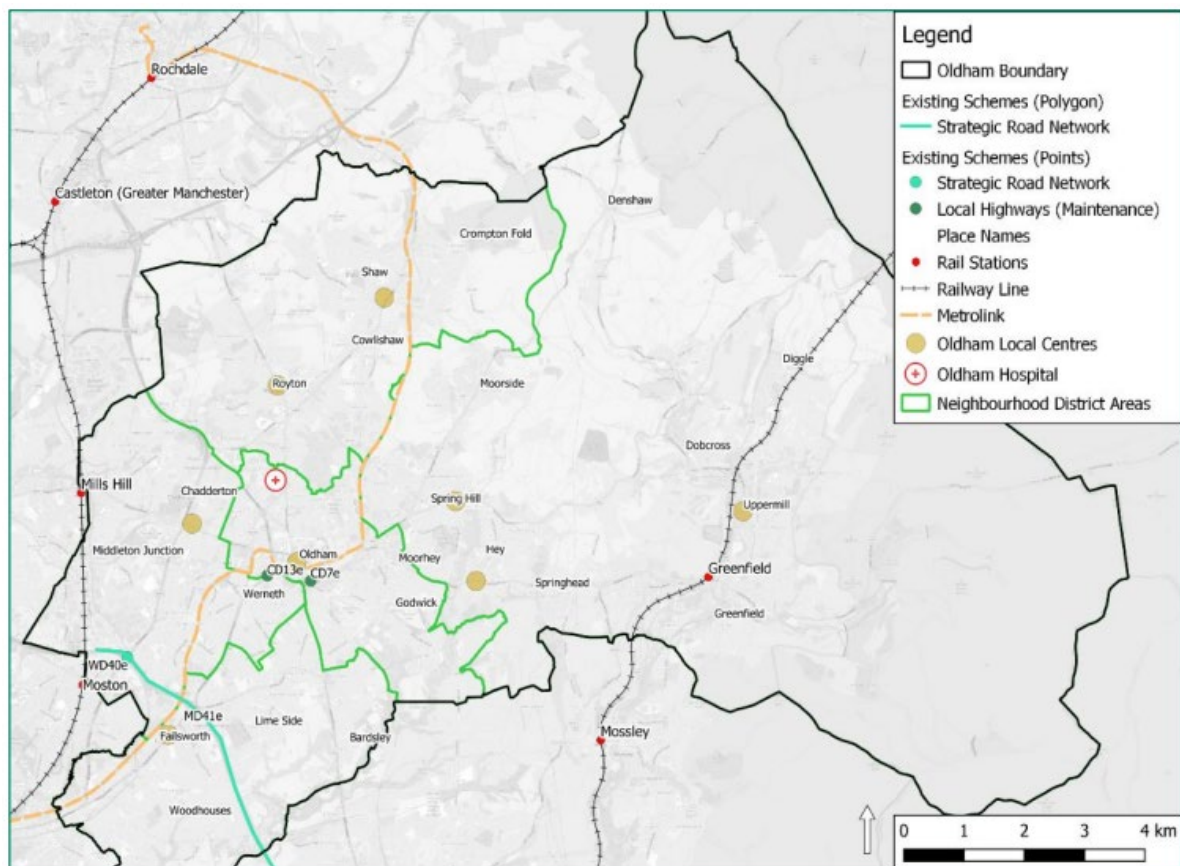 Legend
Oldham Boundary
Existing Schemes (Polygon)
Strategic Road Network
Existing Schemes (Points)
Strategic Road Network
Local Highways (Maintenance)
Place Names
Rail Stations
Railway Line
Metrolink
Oldham Local Centres
Oldham Hospital
Neighbourhood District Areas
Rochdale
Castleton (Greater Manchester)
Denshaw
Crompton Fold
Shaw
Cowlishaw
Diggle
Royton
Moorside
Dobcross
Mills Hill
Chadderton
Spring Hill
Uppermill
Middleton Junction
Oldham
Moorhey
Hey
CD13e
CD7e
Springhead
Greenfield
Werneth
Godwick
Greenfield
WD40e
Moston
MD41e
Lime Side
Failsworth
Bardsley
Mossley
Woodhouses
0 1 2 3 4 km